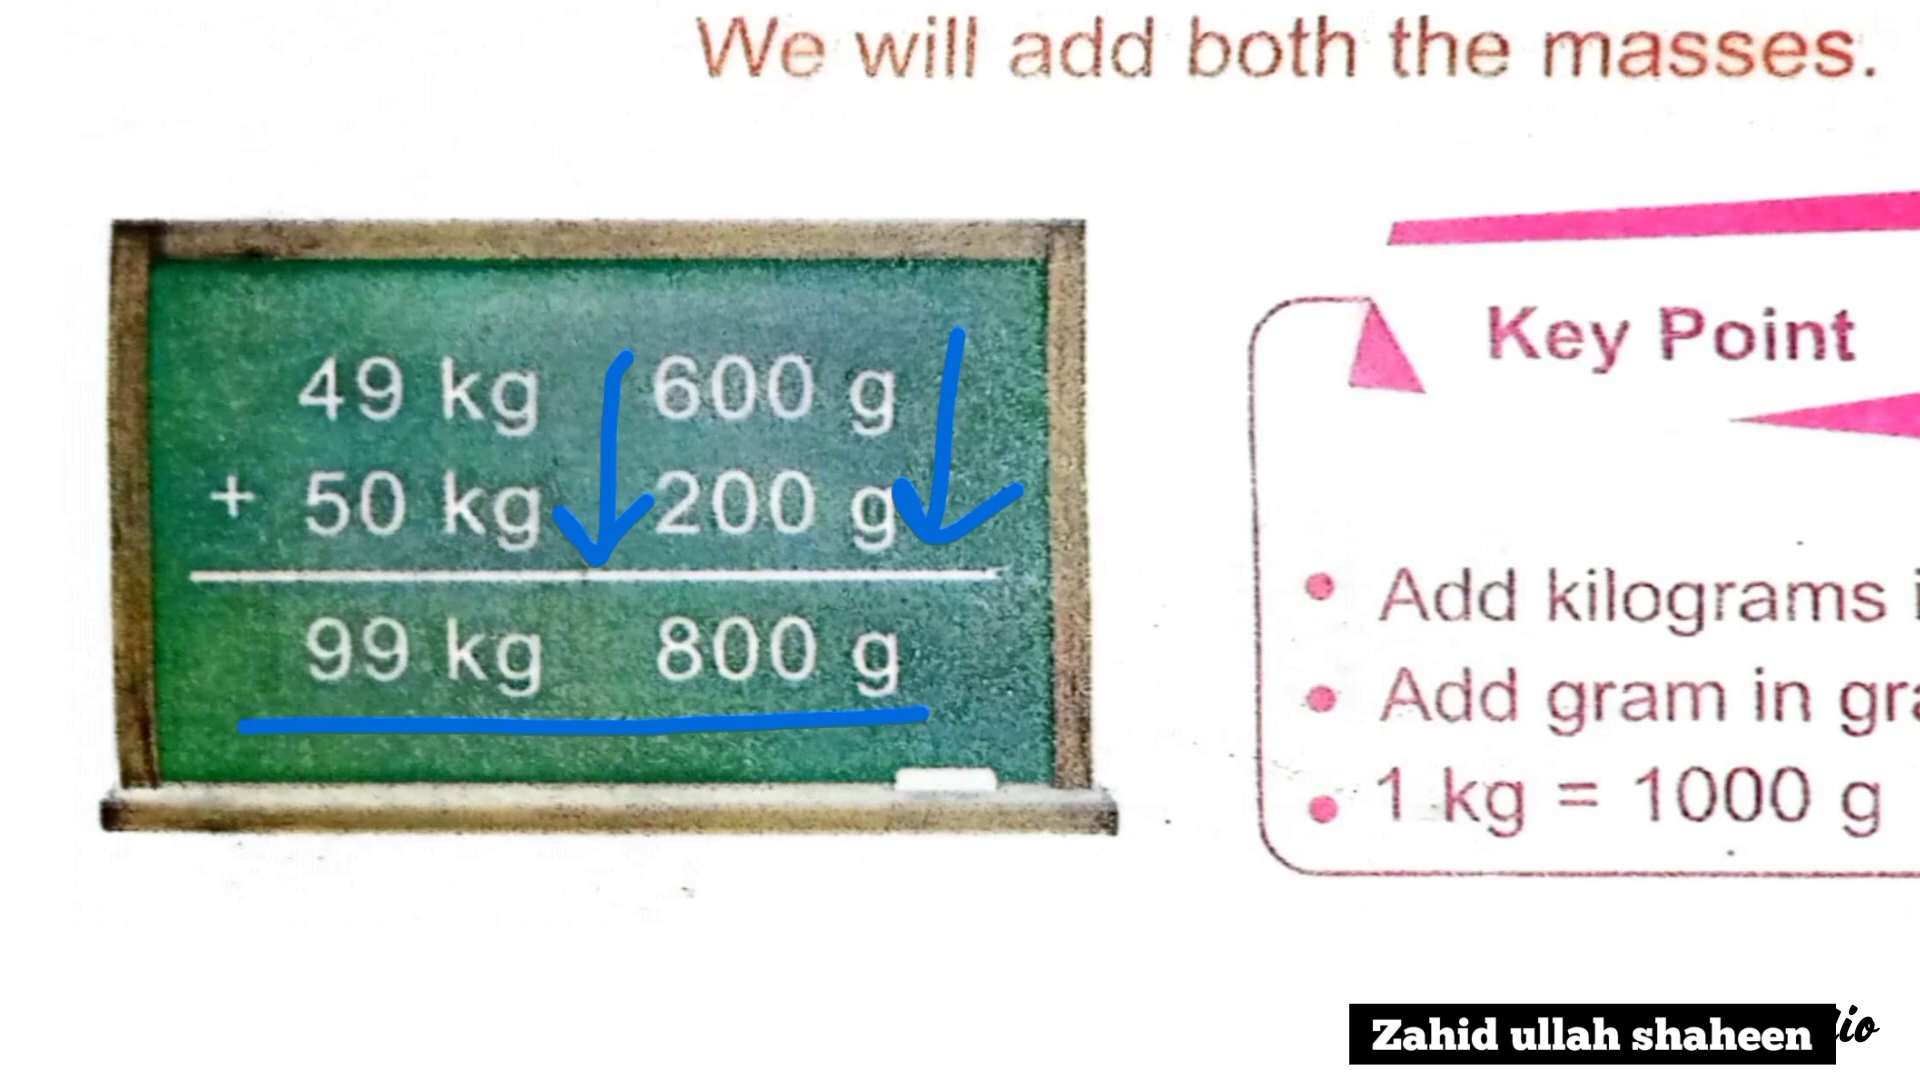 We will add both the masses.
49 kg 600 g
+ 50 kg 200 g
99 kg 800 g
Key Point
• Add kilograms i
• Add gram in gra
• 1 kg = 1000 g
Zahid ullah shaheen